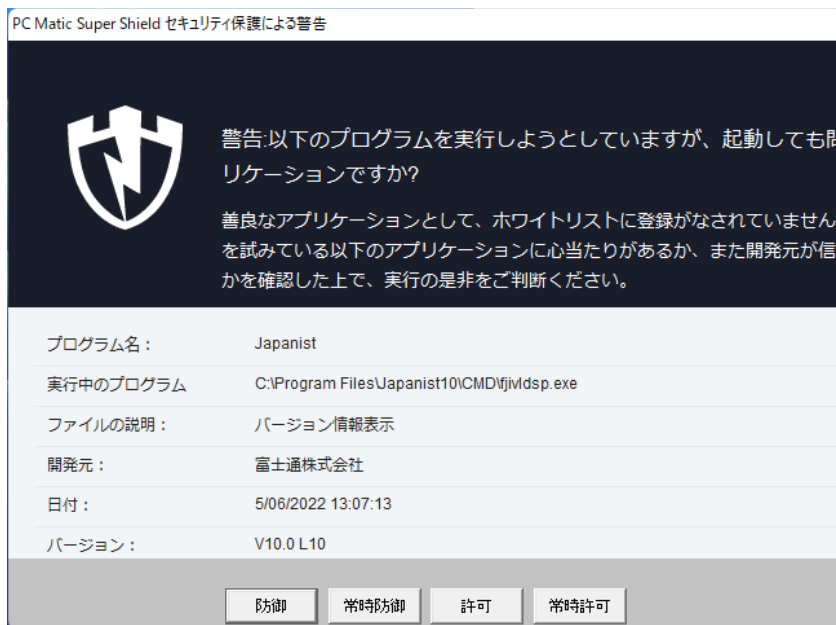 PC Matic Super Shield セキュリティ保護による警告
警告:以下のプログラムを実行しようとしていますが、起動しても問
リケーションですか?
善良なアプリケーションとして、ホワイトリストに登録がなされていません
を試みている以下のアプリケーションに心当たりがあるか、また開発元が信
かを確認した上で、実行の是非をご判断ください。
プログラム名： Japanist
実行中のプログラム C:\Program Files\Japanist10\CMD\fjivldsp.exe
ファイルの説明： バージョン情報表示
開発元： 富士通株式会社
日付： 5/06/2022 13:07:13
バージョン： V10.0 L10
防御 常時防御 許可 常時許可